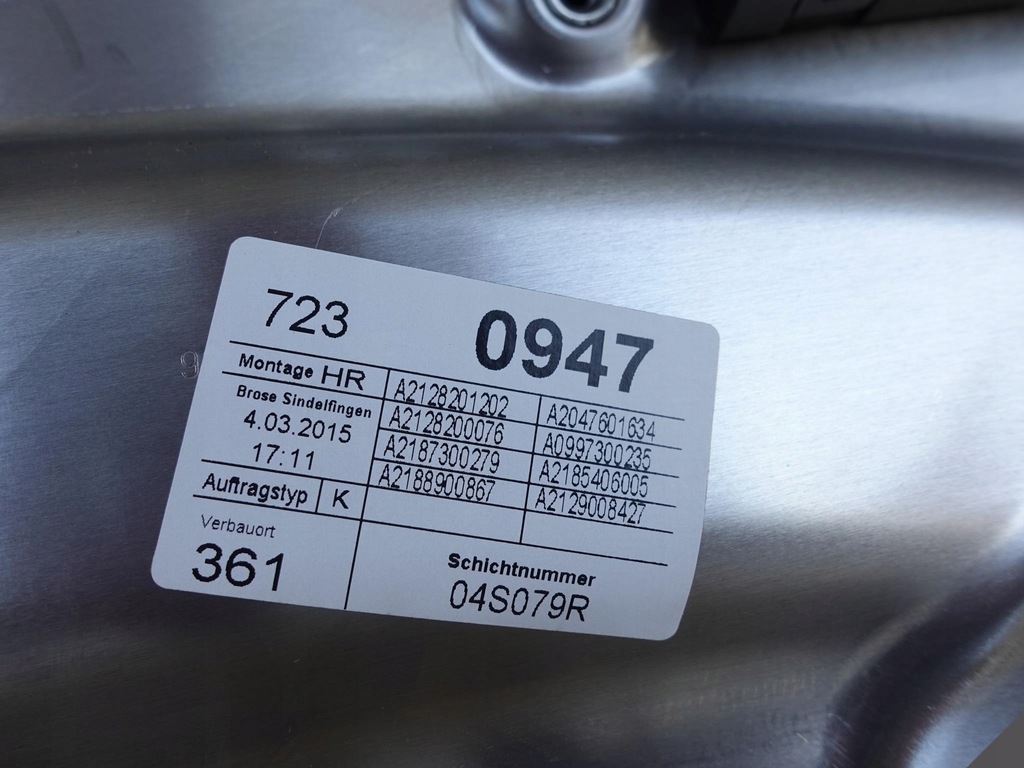 723 0947
Montage HR
Brose Sindelfingen
4.03.2015
17:11
A2128201202 A2047601634
A2128200076 A0997300235
A2187300279 A2185406005
A2188900867 A2129008427
Auftragstyp K
Verbauort
361
Schichtnummer
04S079R
9